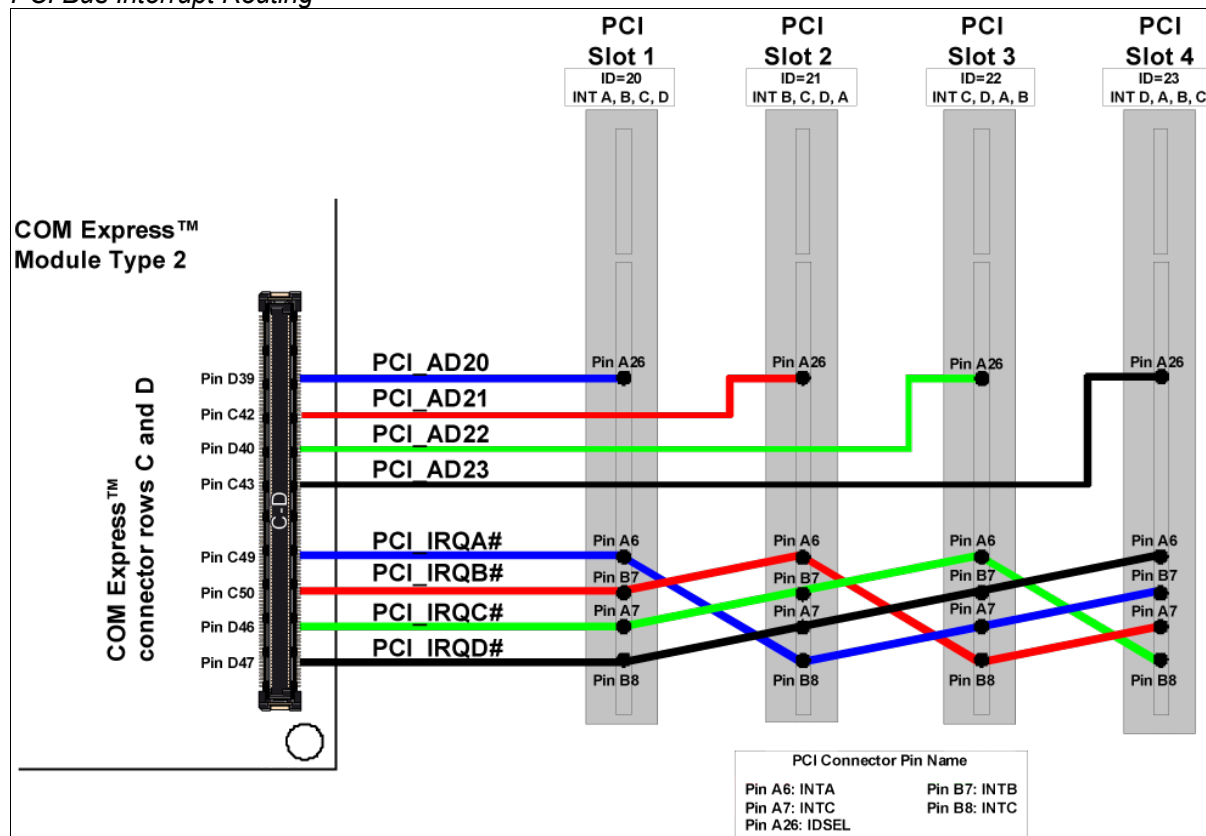 PCI Bus Interrupt Routing
PCI
Slot 1
ID=20
INT A, B, C, D
PCI
Slot 2
ID=21
INT B, C, D, A
PCI
Slot 3
ID=22
INT C, D, A, B
PCI
Slot 4
ID=23
INT D, A, B, C
COM Express™
Module Type 2
COM Express™
connector rows C and D
C-D
Pin D39
PCI_AD20
Pin C42
PCI_AD21
Pin D40
PCI_AD22
Pin C43
PCI_AD23
Pin C49
PCI_IRQA#
Pin C50
PCI_IRQB#
Pin D46
PCI_IRQC#
Pin D47
PCI_IRQD#
Pin A26
Pin A6
Pin B7
Pin A7
Pin B8
Pin A26
Pin A6
Pin B7
Pin A7
Pin B8
Pin A26
Pin A6
Pin B7
Pin A7
Pin B8
Pin A26
Pin A6
Pin B7
Pin A7
Pin B8
PCI Connector Pin Name
Pin A6: INTA Pin B7: INTB
Pin A7: INTC Pin B8: INTC
Pin A26: IDSEL